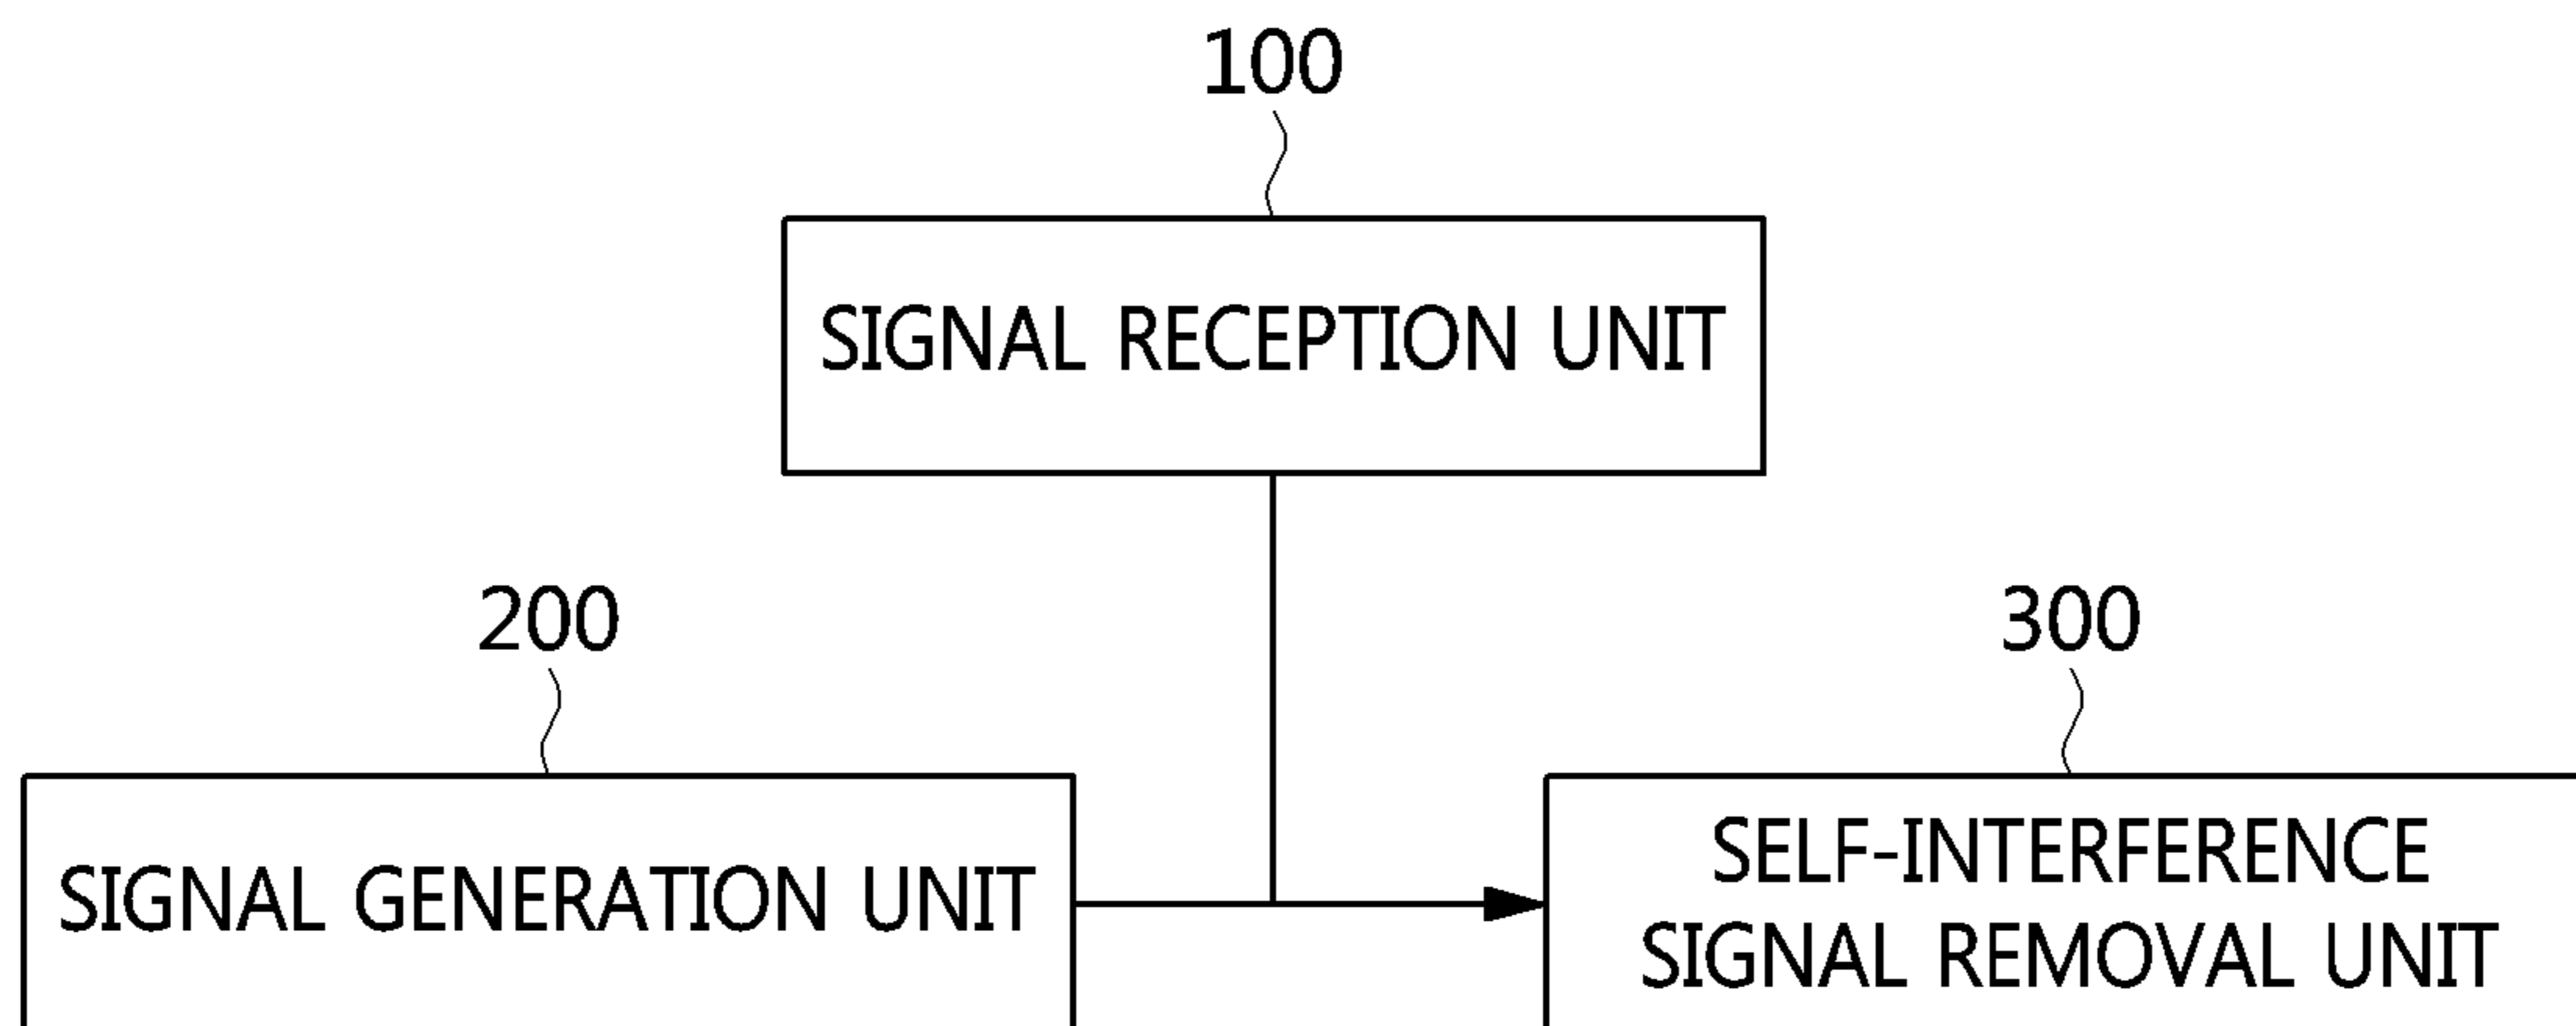 100
SIGNAL RECEPTION UNIT
200
300
SIGNAL GENERATION UNIT
SELF-INTERFERENCE
SIGNAL REMOVAL UNIT